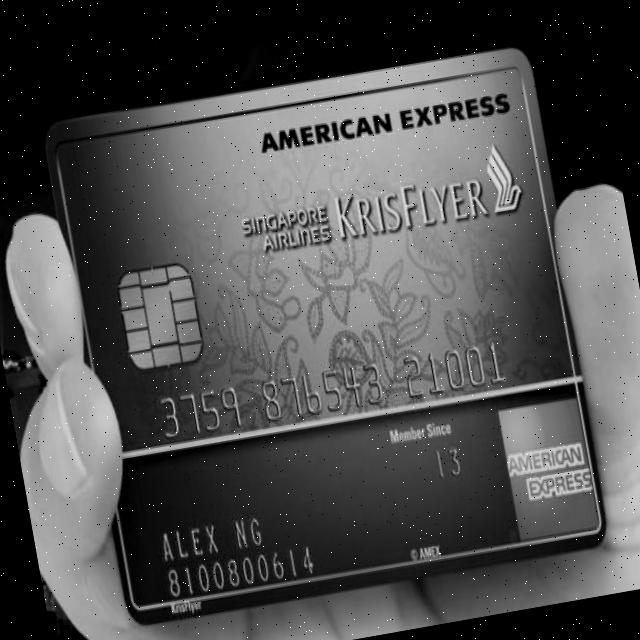 AMERICAN EXPRESS
SINGAPORE
AIRLINES
KRISFLYER
3759 876543 21001
Member Since
13
AMERICAN
EXPRESS
ALEX NG
8100800614
© AMEX